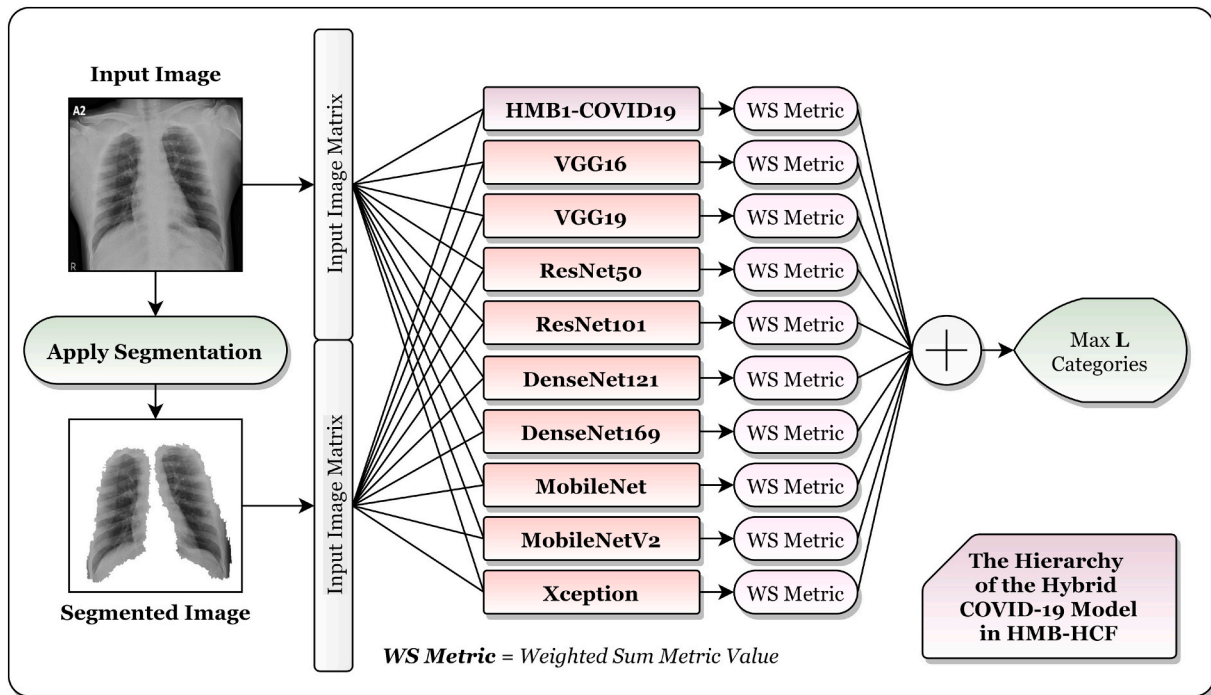 Input Image
A2
R
Apply Segmentation
Segmented Image
Input Image Matrix
Input Image Matrix
HMB1-COVID19
WS Metric
VGG16
WS Metric
VGG19
WS Metric
ResNet50
WS Metric
ResNet101
WS Metric
DenseNet121
WS Metric
DenseNet169
WS Metric
MobileNet
WS Metric
MobileNetV2
WS Metric
Xception
WS Metric
Max L
Categories
WS Metric = Weighted Sum Metric Value
The Hierarchy
of the Hybrid
COVID-19 Model
in HMB-HCF